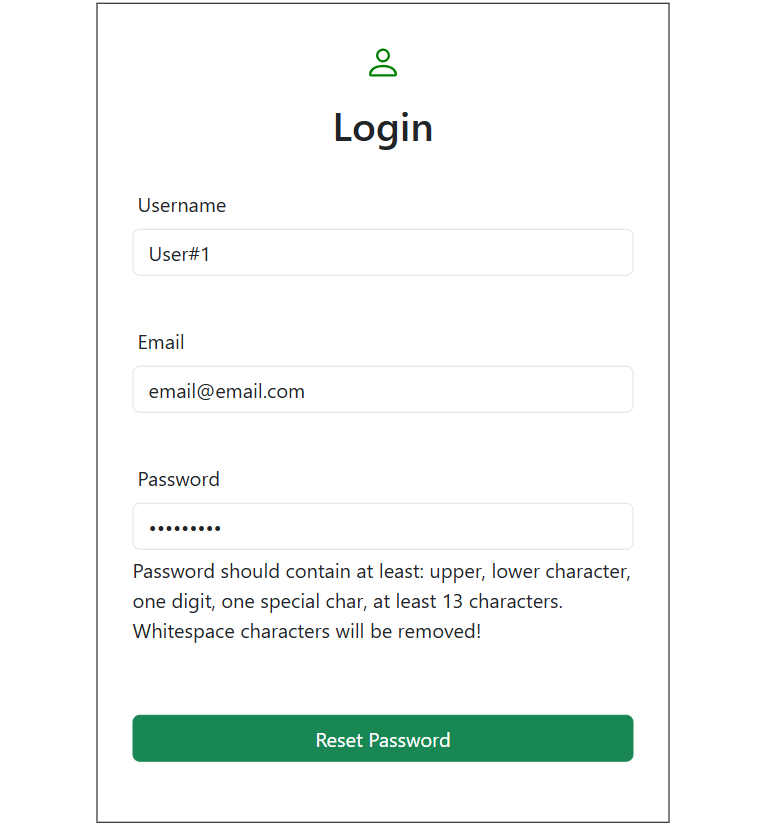 Login
Username
User#1
Email
email@email.com
Password
•••••••••
Password should contain at least: upper, lower character,
one digit, one special char, at least 13 characters.
Whitespace characters will be removed!
Reset Password